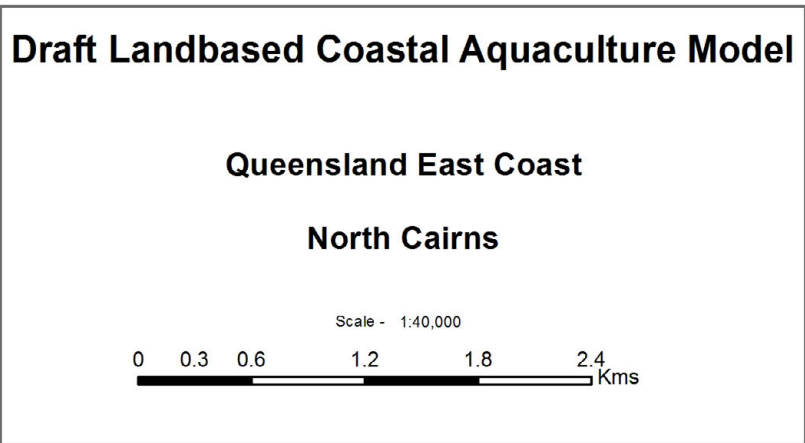 Draft Landbased Coastal Aquaculture Model
Queensland East Coast
North Cairns
Scale - 1:40,000
0 0.3 0.6 1.2 1.8 2.4
Kms